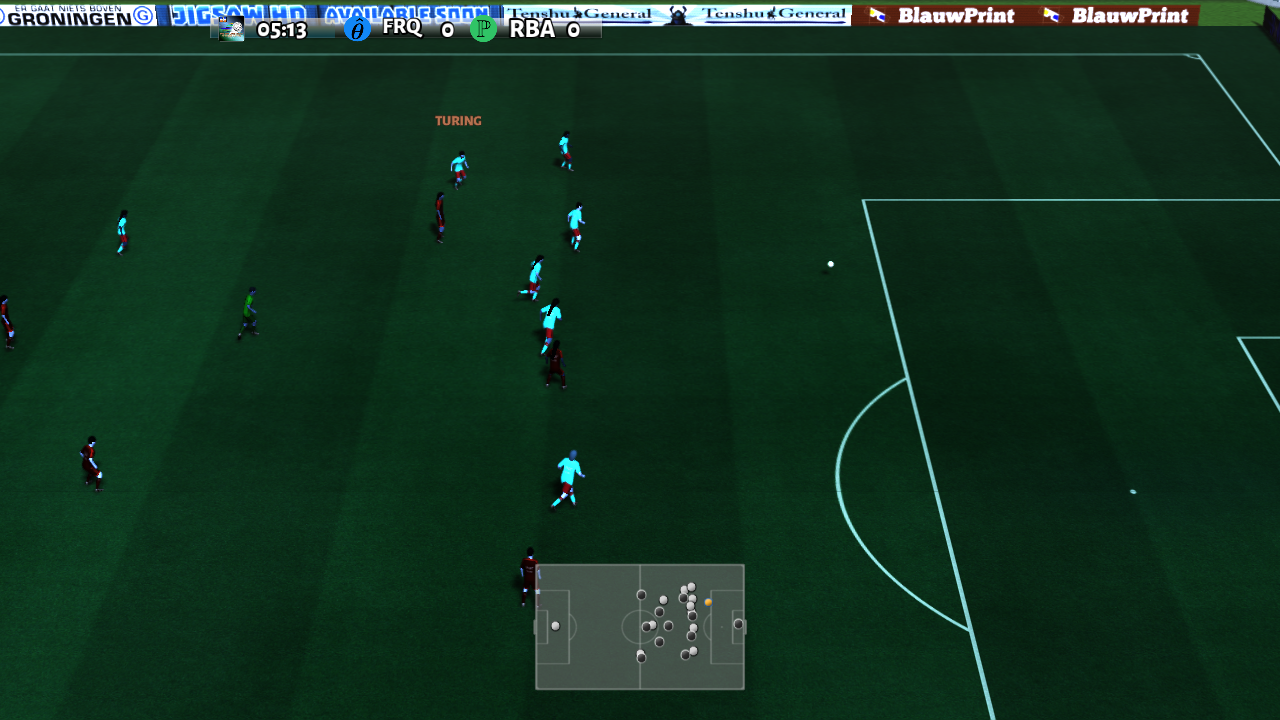 ER GAAT NIETS BOVEN
GRONINGEN G
JIGSAW HD
AVAILABLE SOON
Tenshu General
Tenshu General
BlauwPrint
BlauwPrint
05:13 θ FRQ 0 P RBA 0
TURING